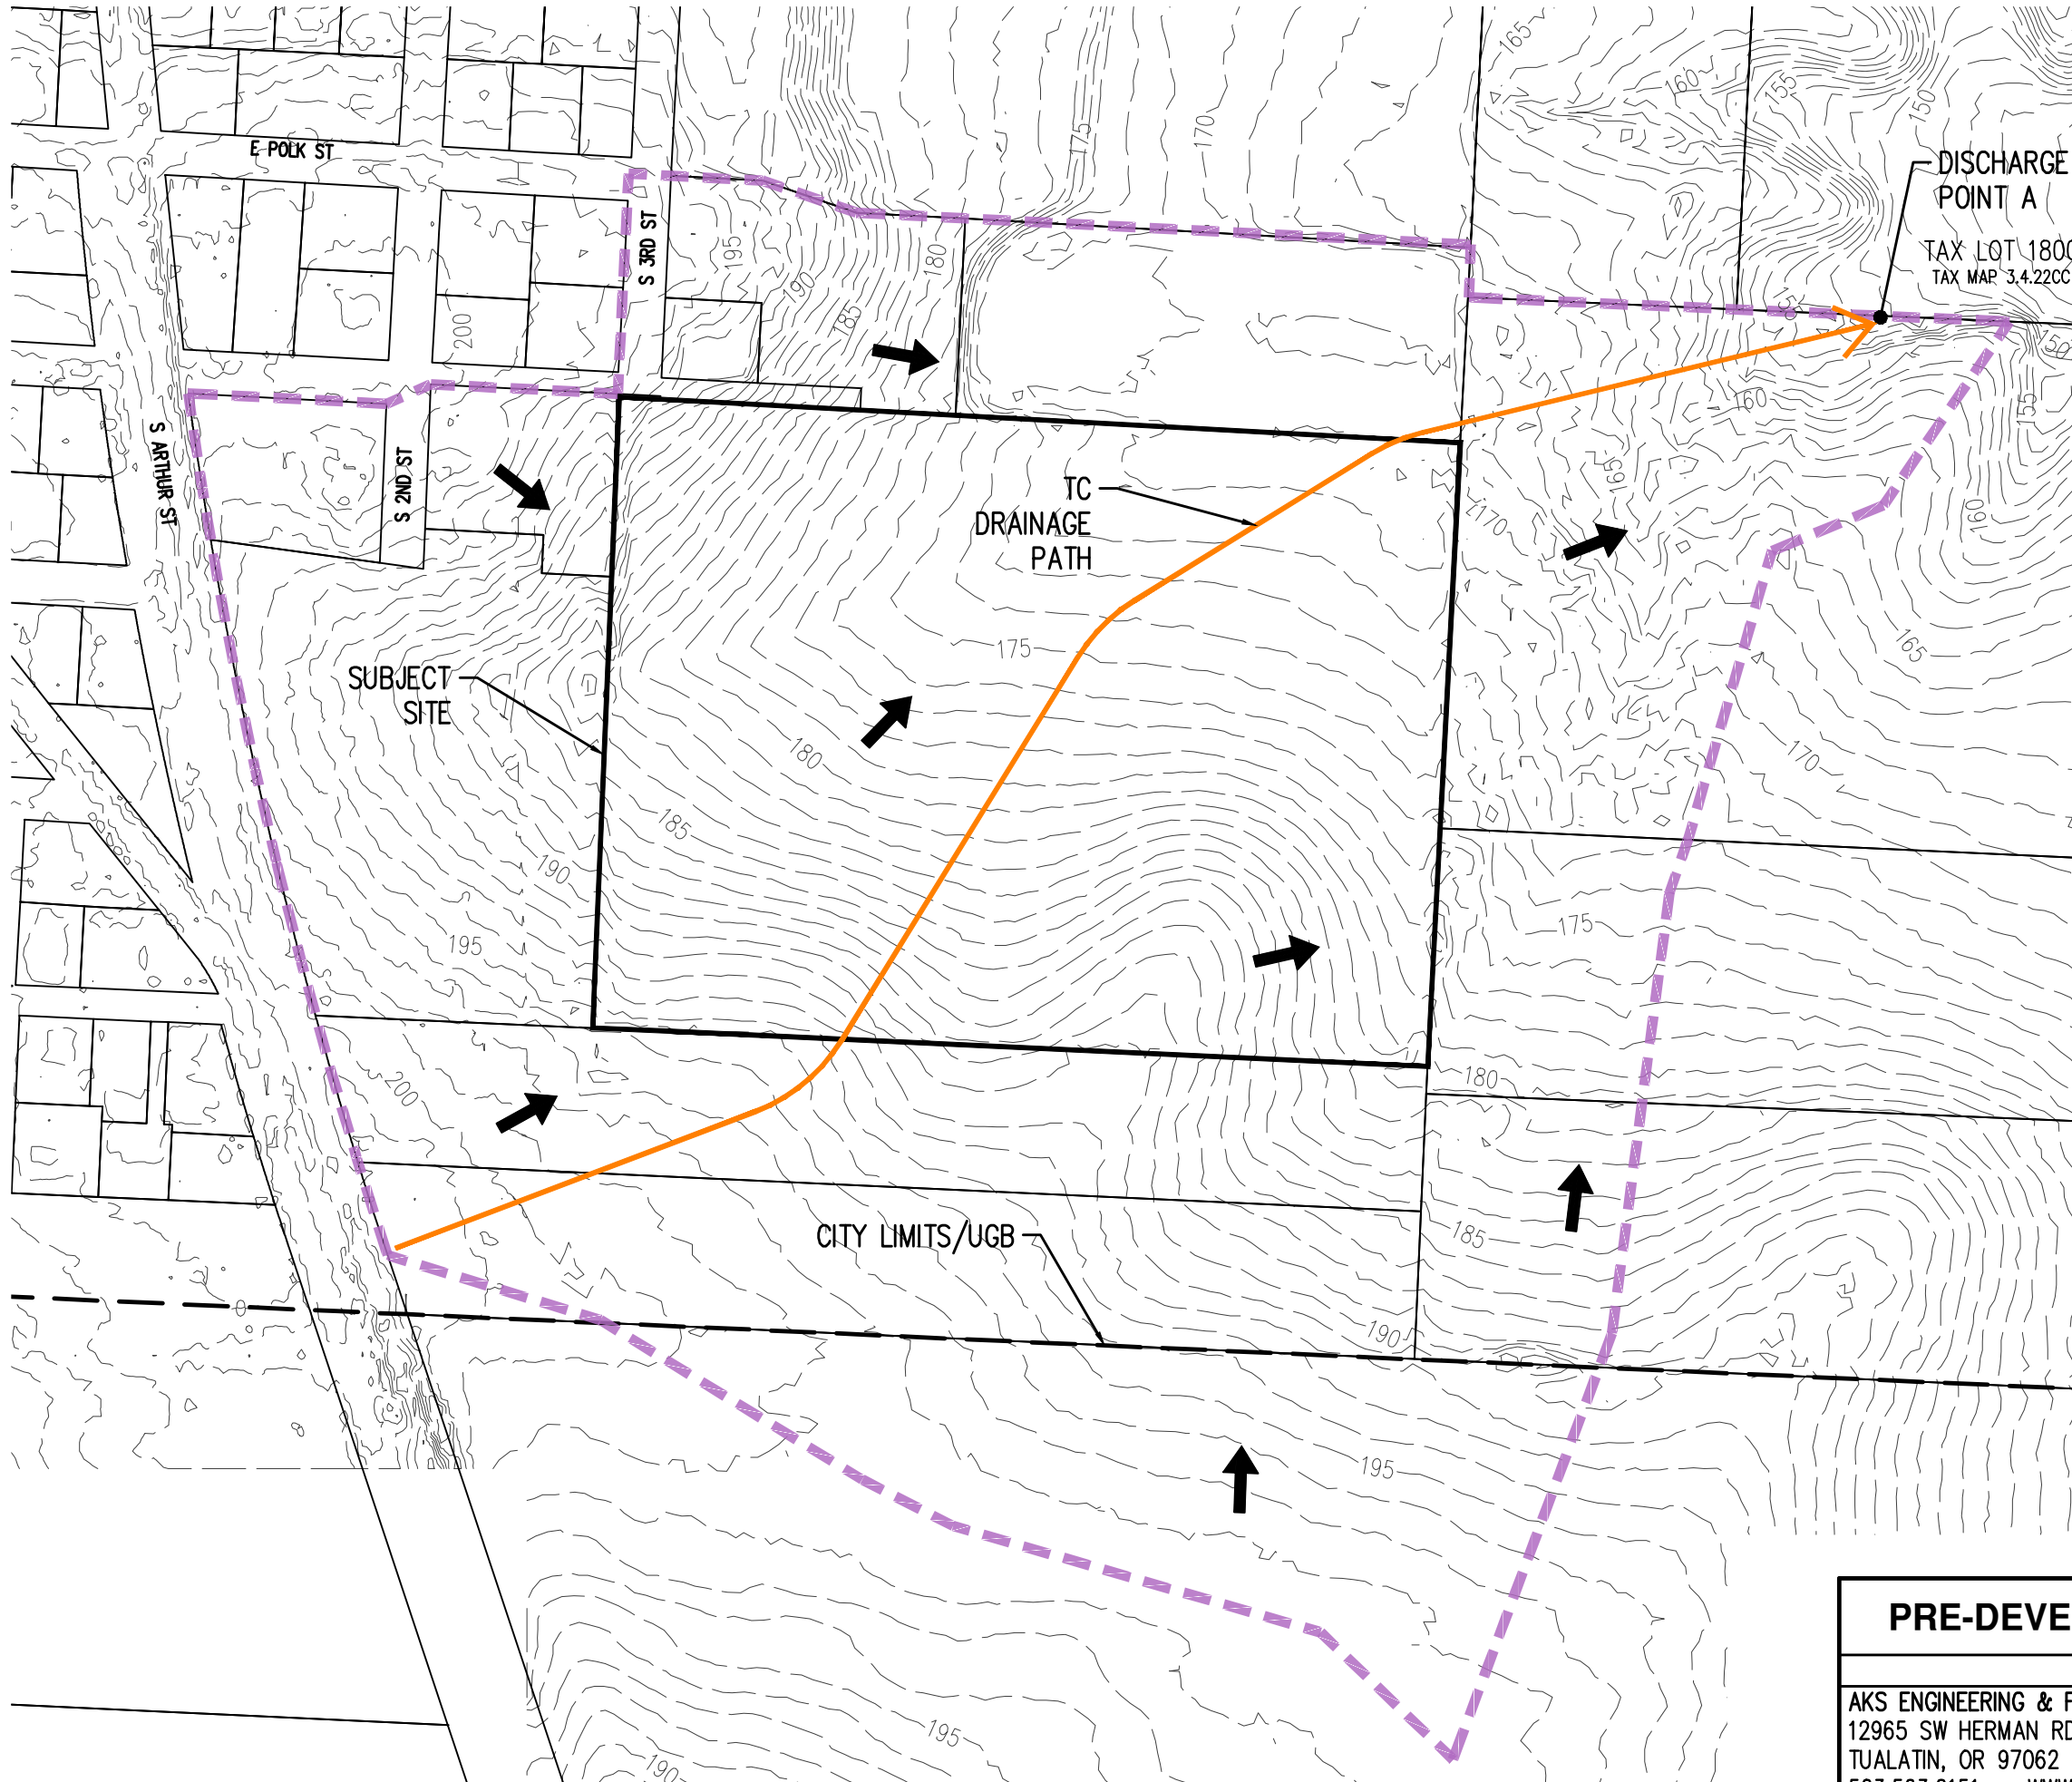 165
160
155
150
175
170
E POLK ST
DISCHARGE
POINT A
S 3RD ST
195
190
185
180
TAX LOT 1800
TAX MAP 3.4.22CC
155
150
200
160
155
S ARTHUR ST
S 2ND ST
TC
DRAINAGE
PATH
165
170
160
175
165
SUBJECT
SITE
180
170
185
190
195
175
200
180
CITY LIMITS/UGB
185
190
195
195
190
PRE-DEVE
AKS ENGINEERING & F
12965 SW HERMAN RD
TUALATIN, OR 97062